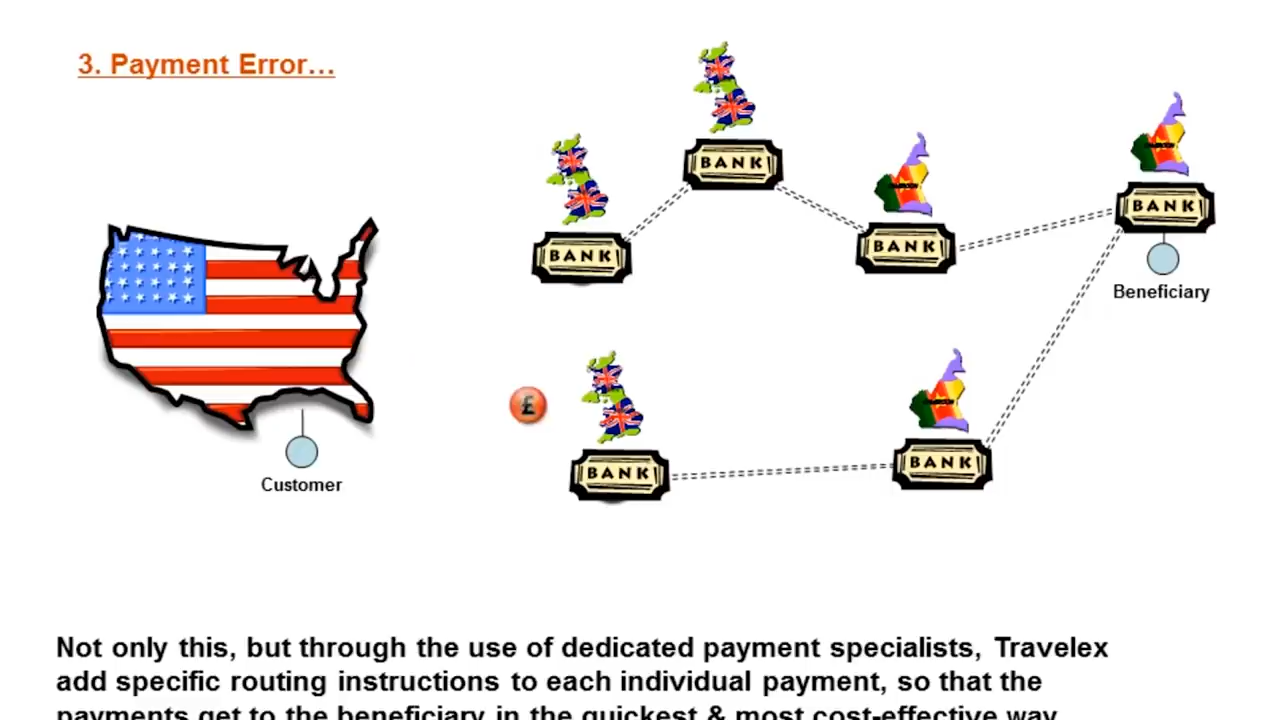 3. Payment Error…
BANK
BANK
BANK
BANK
Beneficiary
£
BANK
BANK
Customer
Not only this, but through the use of dedicated payment specialists, Travelex
add specific routing instructions to each individual payment, so that the
payments get to the beneficiary in the quickest & most cost-effective way